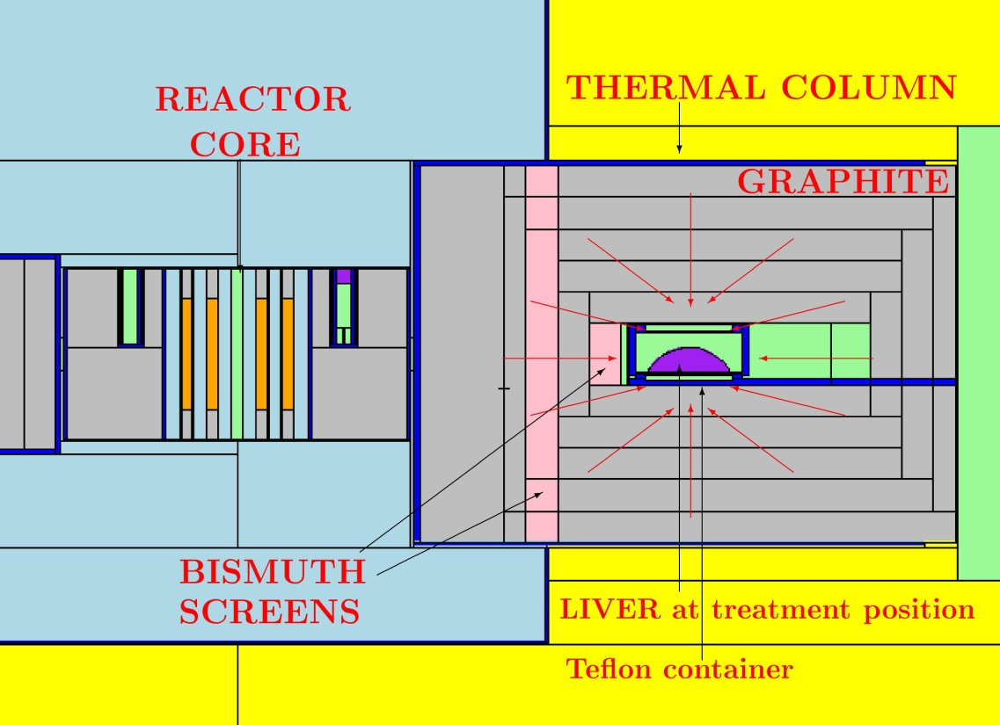 REACTOR
CORE
THERMAL COLUMN
GRAPHITE
BISMUTH
SCREENS
LIVER at treatment position
Teflon container